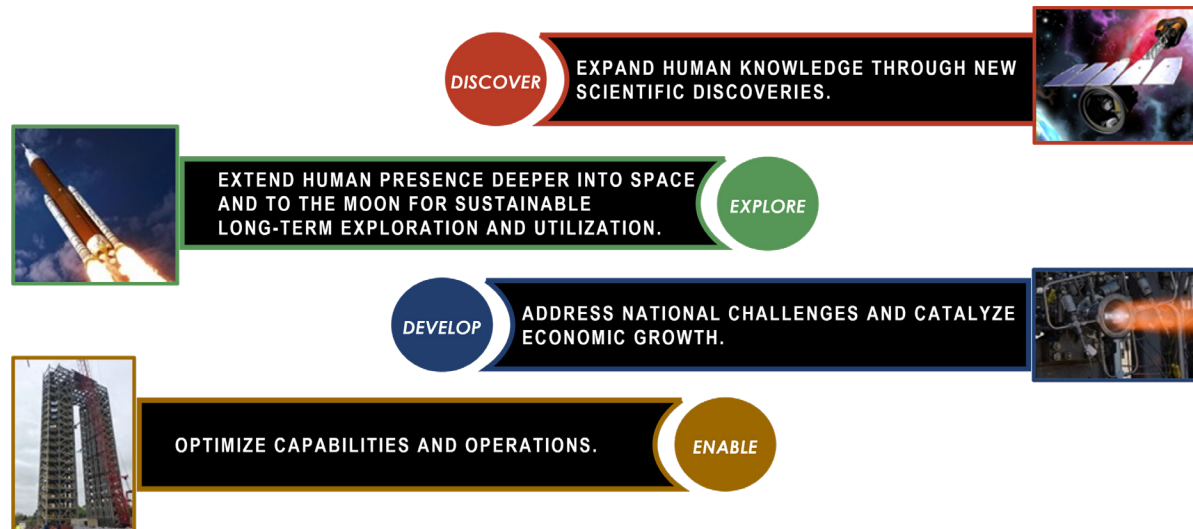 DISCOVER
EXPAND HUMAN KNOWLEDGE THROUGH NEW
SCIENTIFIC DISCOVERIES.
EXTEND HUMAN PRESENCE DEEPER INTO SPACE
AND TO THE MOON FOR SUSTAINABLE
LONG-TERM EXPLORATION AND UTILIZATION.
EXPLORE
DEVELOP
ADDRESS NATIONAL CHALLENGES AND CATALYZE
ECONOMIC GROWTH.
OPTIMIZE CAPABILITIES AND OPERATIONS.
ENABLE